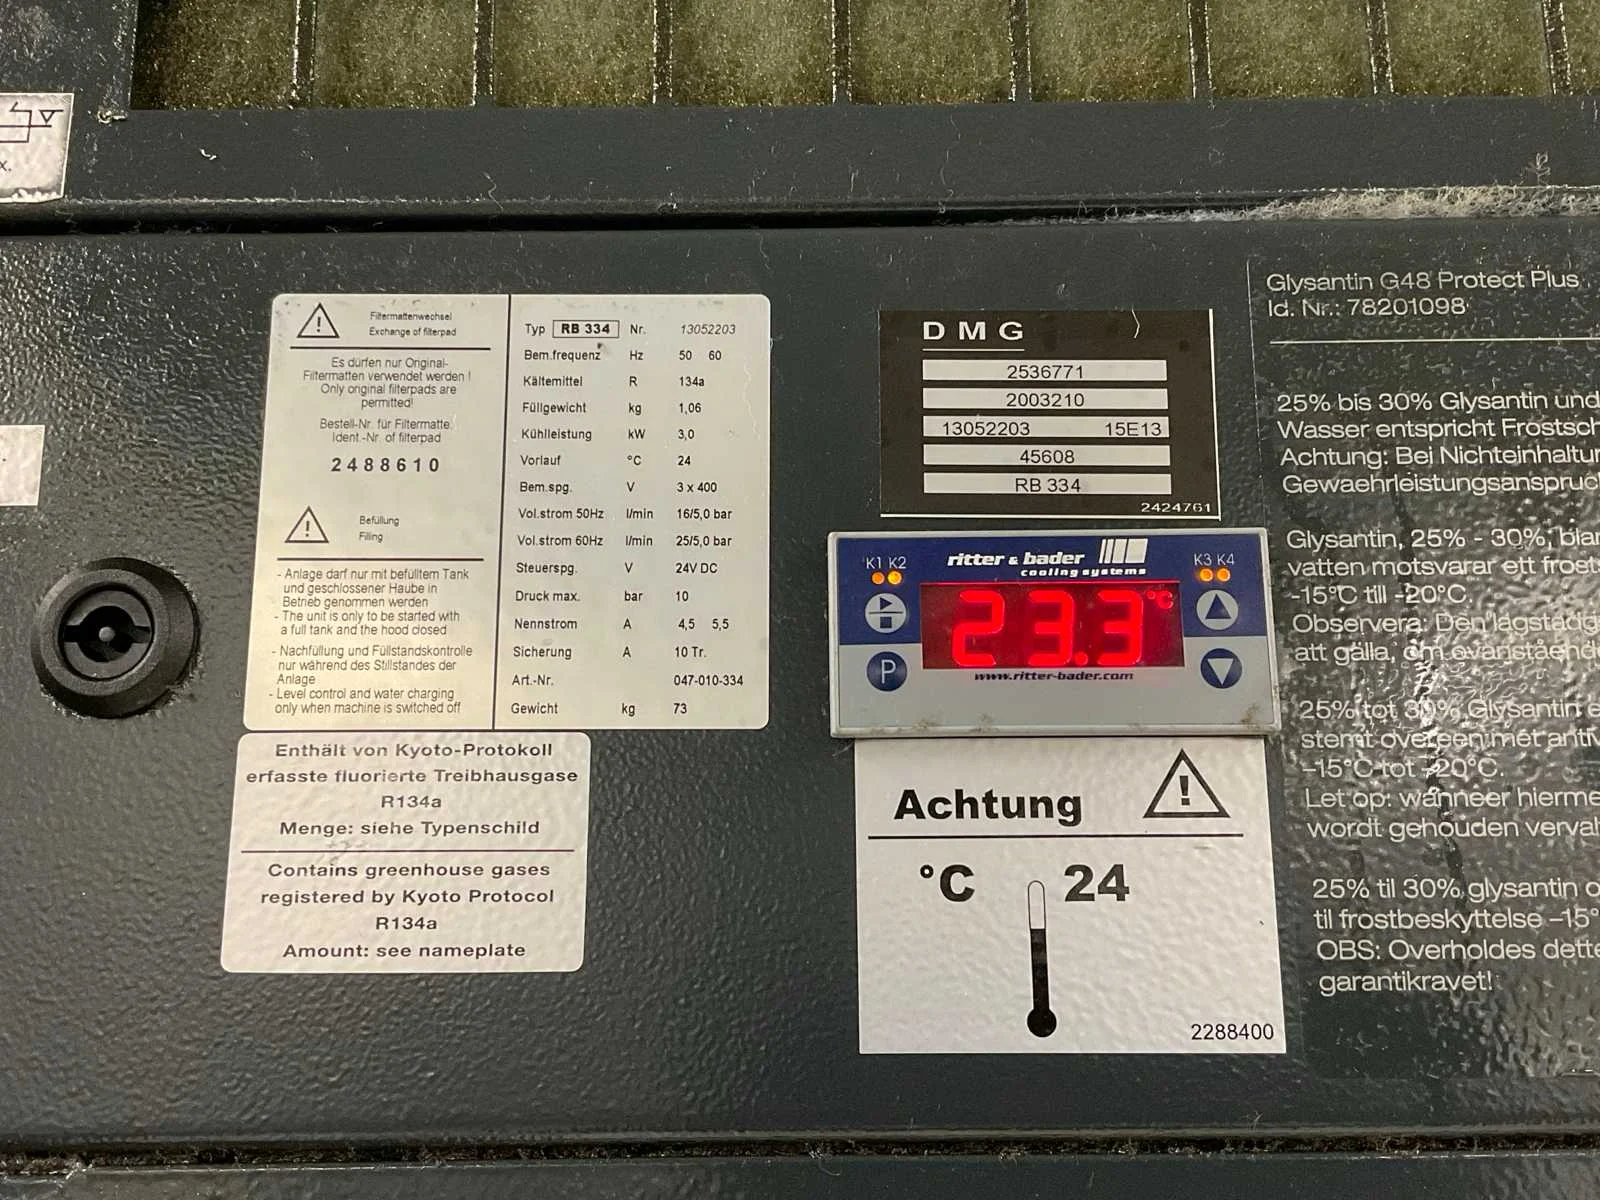 x.
Filtermattenwechsel
Exchange of filterpad
Es dürfen nur Original-
Filtermatten verwendet werden !
Only original filterpads are
permitted!
Bestell-Nr. für Filtermatte:
Ident.-Nr. of filterpad
2488610
Befüllung
Filling
- Anlage darf nur mit befülltem Tank
und geschlossener Haube in
Betrieb genommen werden
- The unit is only to be started with
a full tank and the hood closed
- Nachfüllung und Füllstandskontrolle
nur während des Stillstandes der
Anlage
- Level control and water charging
only when machine is switched off
Typ RB 334 Nr. 13052203
Bem.frequenz Hz 50 60
Kältemittel R 134a
Füllgewicht kg 1,06
Kühlleistung kW 3,0
Vorlauf °C 24
Bem.spg. V 3 x 400
Vol.strom 50Hz l/min 16/5,0 bar
Vol.strom 60Hz l/min 25/5,0 bar
Steuerspg. V 24V DC
Druck max. bar 10
Nennstrom A 4,5 5,5
Sicherung A 10 Tr.
Art.-Nr. 047-010-334
Gewicht kg 73
Enthält von Kyoto-Protokoll
erfasste fluorierte Treibhausgase
R134a
Menge: siehe Typenschild
Contains greenhouse gases
registered by Kyoto Protocol
R134a
Amount: see nameplate
DMG
2536771
2003210
13052203 15E13
45608
RB 334
2424761
K1 K2 ritter & bader K3 K4
cooling systems
23.3 °C
P
www.ritter-bader.com
Achtung
°C 24
2288400
Glysantin G48 Protect Plus
Id. Nr.: 78201098
25% bis 30% Glysantin und
Wasser entspricht Frostsch
Achtung: Bei Nichteinhaltun
Gewaehrleistungsanspruch
Glysantin, 25% - 30%, blan
vatten motsvarar ett frosts
-15°C till -20°C.
Observera: Den lägstadga
att gälla, om ovanstående
25% tot 30% Glysantin e
stemt overeen met antiv
-15°C tot -20°C.
Let op: wanneer hierme
wordt gehouden verval
25% til 30% glysantin o
til frostbeskyttelse -15°
OBS: Overholdes dette
garantikravet!